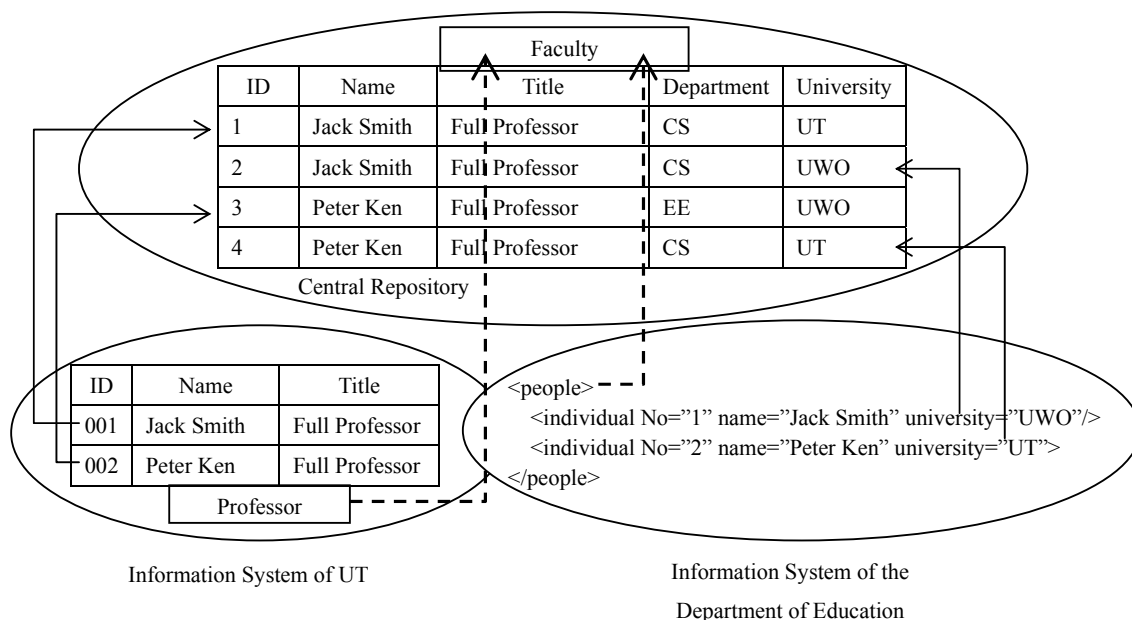 Faculty
ID Name Title Department University
1 Jack Smith Full Professor CS UT
2 Jack Smith Full Professor CS UWO
3 Peter Ken Full Professor EE UWO
4 Peter Ken Full Professor CS UT
Central Repository
ID Name Title
001 Jack Smith Full Professor
002 Peter Ken Full Professor
Professor
<people>
<individual No=”1” name=”Jack Smith” university=”UWO”/>
<individual No=”2” name=”Peter Ken” university=”UT”>
</people>
Information System of UT
Information System of the
Department of Education